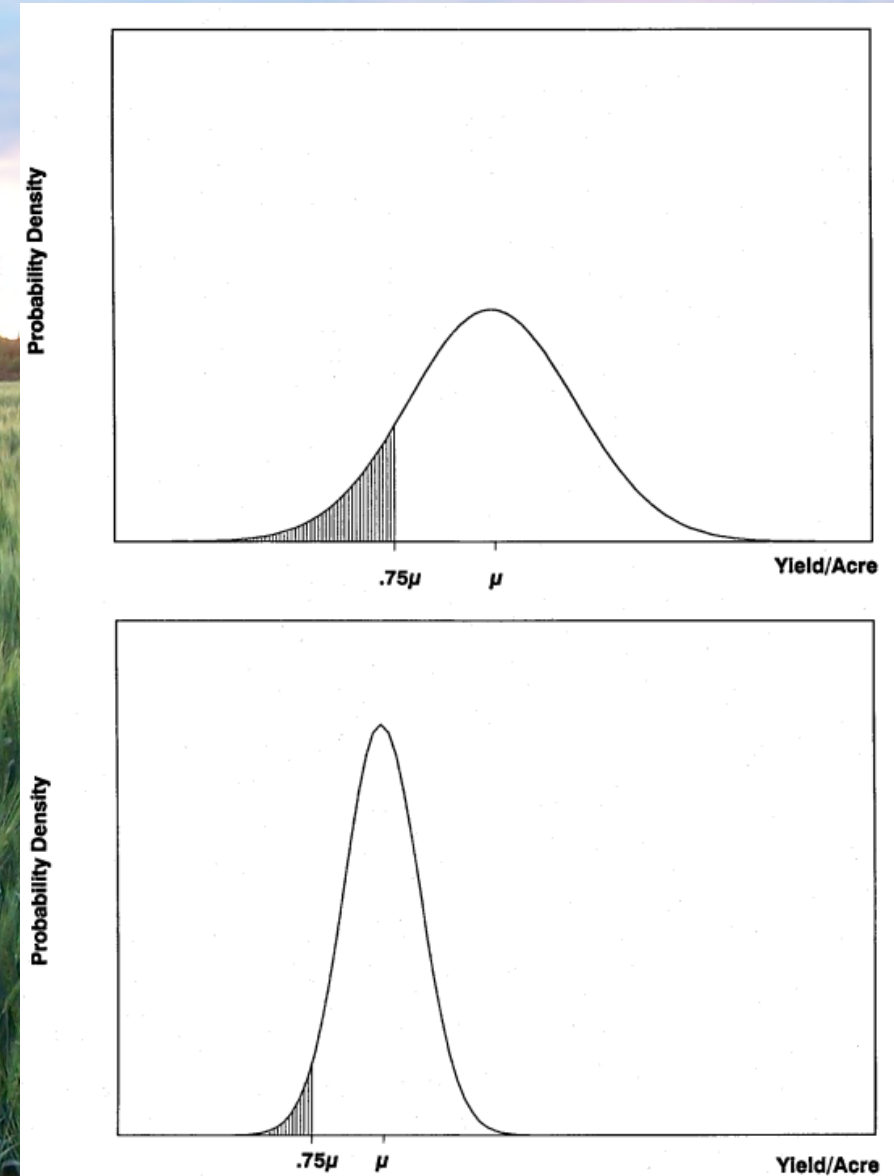 Probability Density
.75μ μ
Yield/Acre
Probability Density
.75μ μ
Yield/Acre